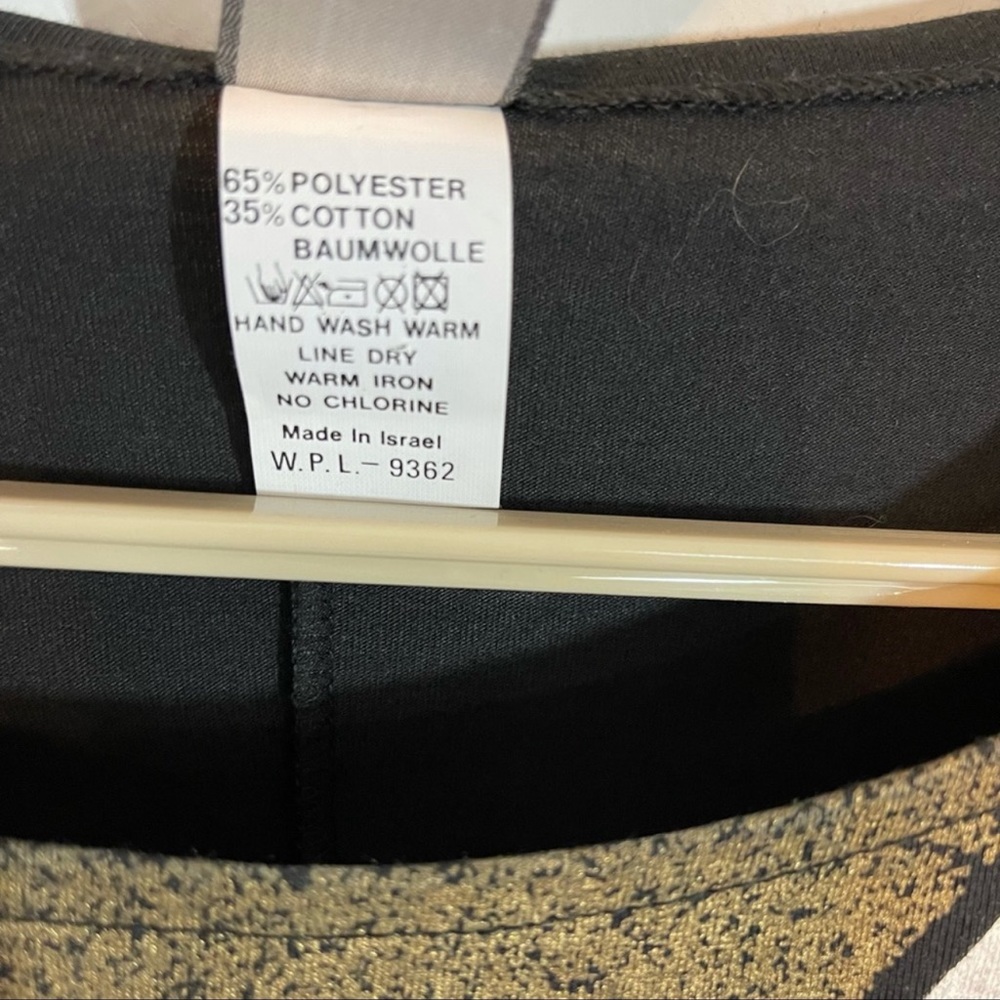 65% POLYESTER
35% COTTON
BAUMWOLLE
HAND WASH WARM
LINE DRY
WARM IRON
NO CHLORINE
Made In Israel
W.P.L.– 9362